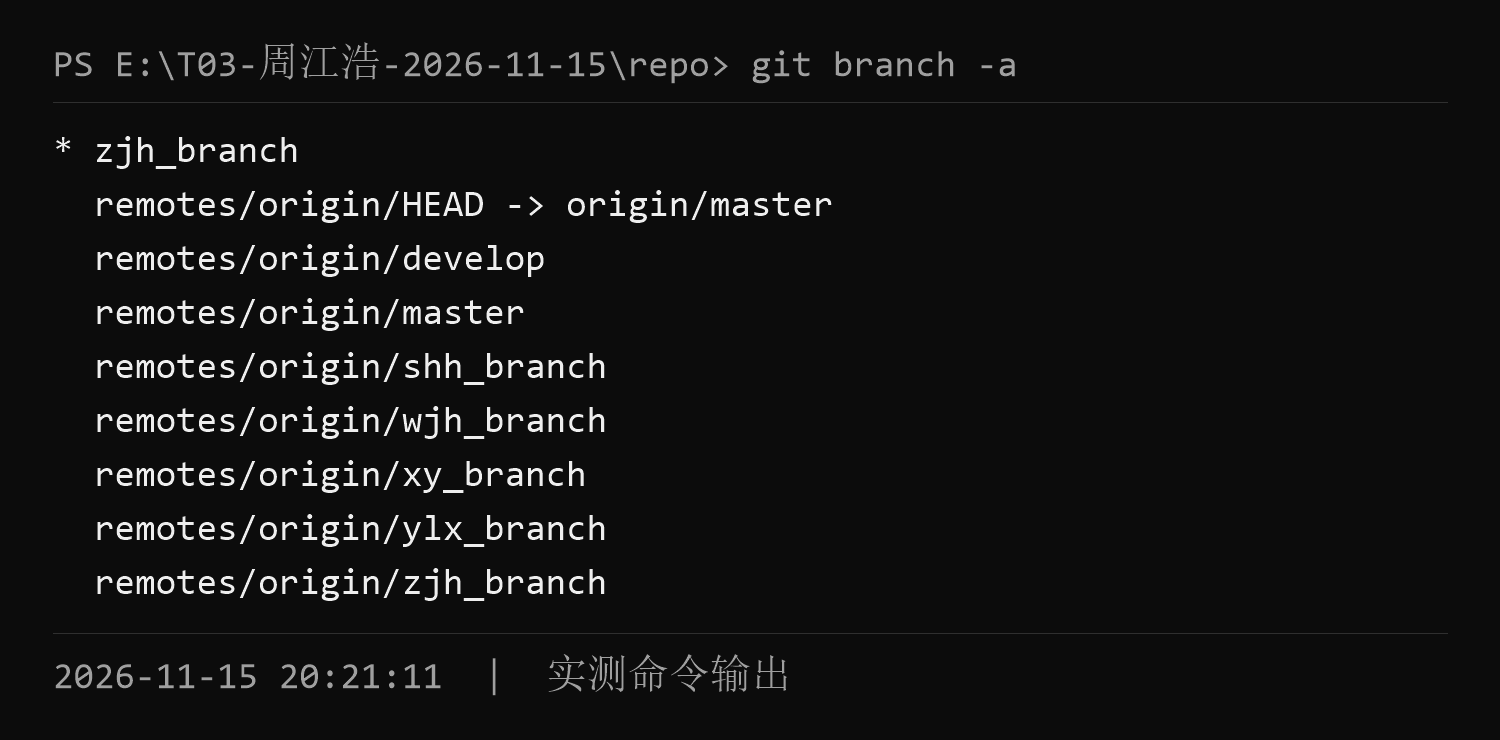 PS E:\T03-周江浩-2026-11-15\repo> git branch -a
* zjh_branch
  remotes/origin/HEAD -> origin/master
  remotes/origin/develop
  remotes/origin/master
  remotes/origin/shh_branch
  remotes/origin/wjh_branch
  remotes/origin/xy_branch
  remotes/origin/ylx_branch
  remotes/origin/zjh_branch
2026-11-15 20:21:11  |  实测命令输出